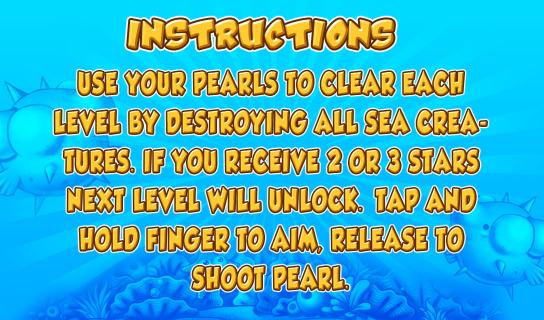 INSTRUCTIONS
USE YOUR PEARLS TO CLEAR EACH
LEVEL BY DESTROYING ALL SEA CREA-
TURES. IF YOU RECEIVE 2 OR 3 STARS
NEXT LEVEL WILL UNLOCK. TAP AND
HOLD FINGER TO AIM, RELEASE TO
SHOOT PEARL.